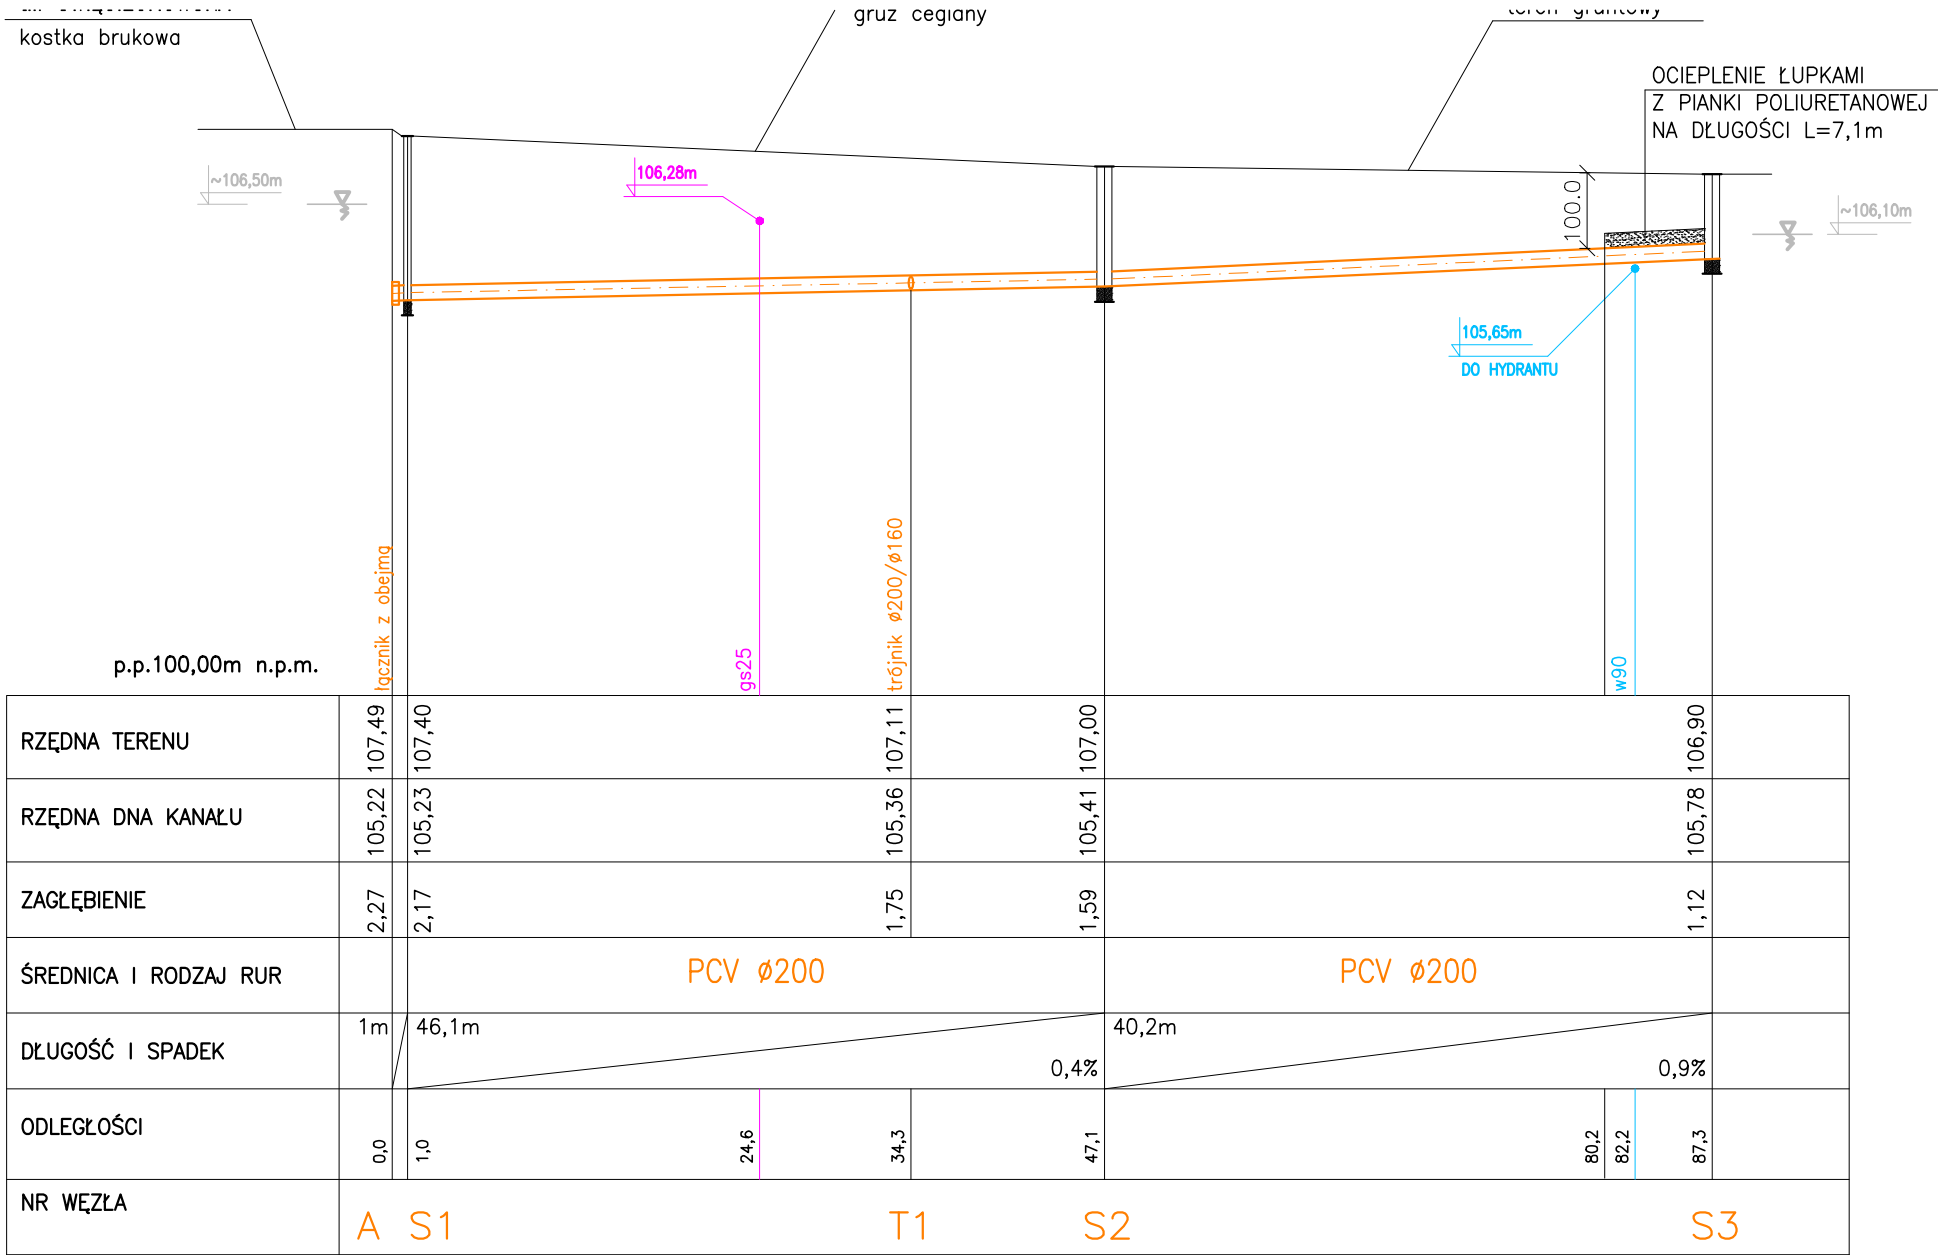 kostka brukowa
gruz ceglany
teren gruntowy
OCIEPLENIE ŁUPKAMI
Z PIANKI POLIURETANOWEJ
NA DŁUGOŚCI L=7,1m
~106,50m
106,28m
100.0
~106,10m
105,65m
DO HYDRANTU
łącznik z obejmą
gs25
trójnik ø200/ø160
w90
p.p.100,00m n.p.m.
RZĘDNA TERENU 107,49 107,40 107,11 107,00 106,90
RZĘDNA DNA KANAŁU 105,22 105,23 105,36 105,41 105,78
ZAGŁĘBIENIE 2,27 2,17 1,75 1,59 1,12
ŚREDNICA I RODZAJ RUR PCV ø200 PCV ø200
DŁUGOŚĆ I SPADEK 1m 46,1m 0,4% 40,2m 0,9%
ODLEGŁOŚCI 0,0 1,0 24,6 34,3 47,1 80,2 82,2 87,3
NR WĘZŁA A S1 T1 S2 S3